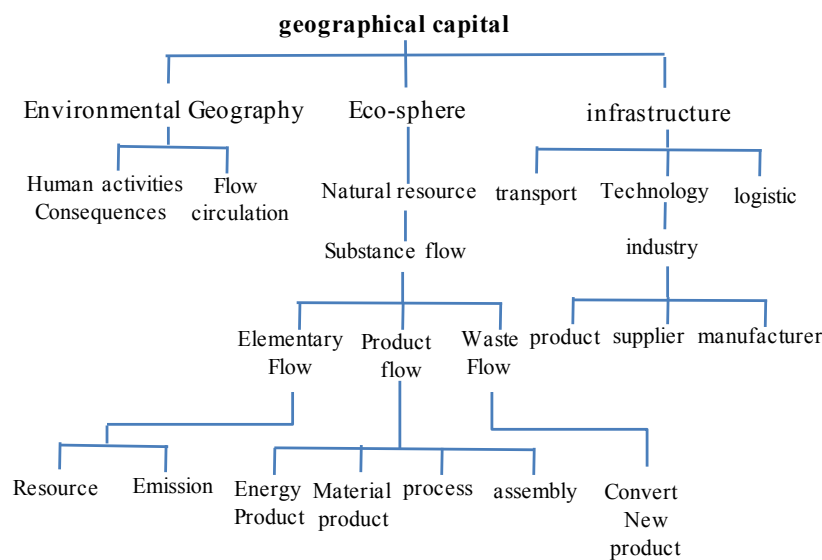 geographical capital
Environmental Geography
Eco-sphere
infrastructure
Human activities
Consequences
Flow
circulation
Natural resource
transport
Technology
logistic
Substance flow
industry
Elementary
Flow
Product
flow
Waste
Flow
product
supplier
manufacturer
Resource
Emission
Energy
Product
Material
product
process
assembly
Convert
New
product